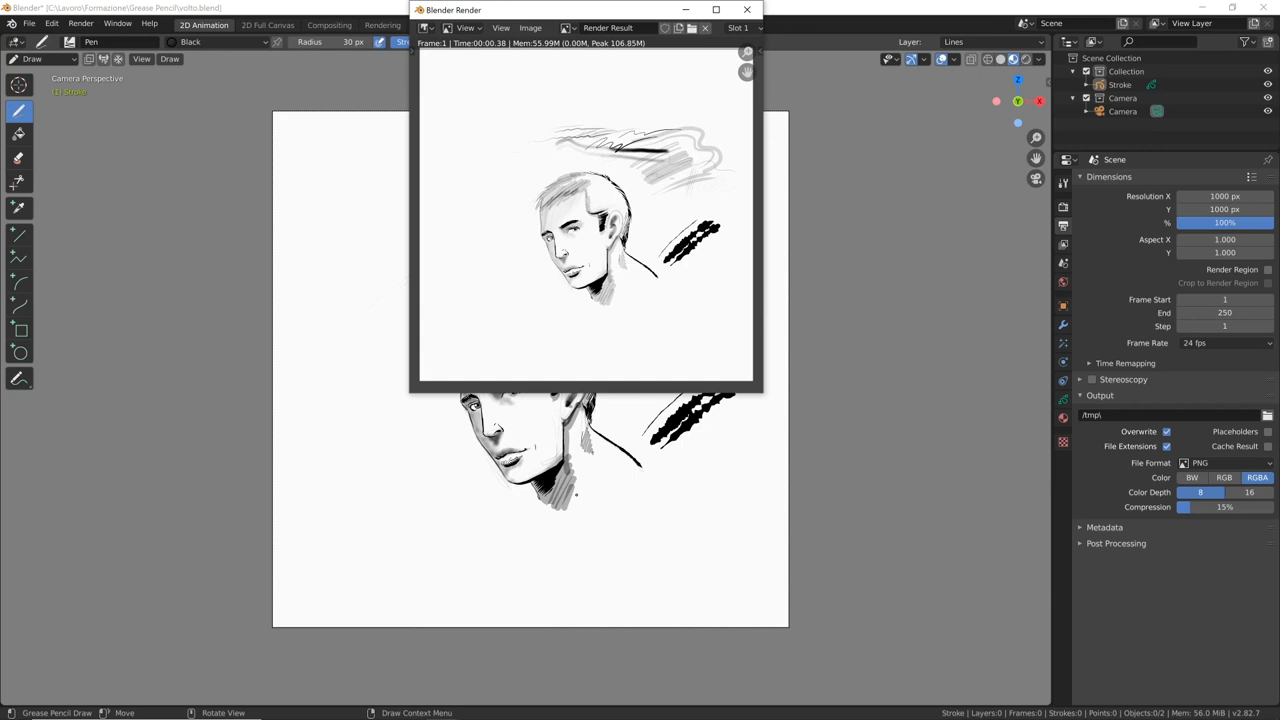 Blender* [C:\Lavoro\Formazione\Grease Pencil\volto.blend]
File Edit Render Window Help 2D Animation 2D Full Canvas Compositing Rendering
Scene View Layer
Pen Black Radius 30 px Stre
Layer: Lines
Draw View Draw
Camera Perspective
(1) Stroke
Blender Render
View View Image Render Result Slot 1
Frame:1 | Time:00:00.38 | Mem:55.99M (0.00M, Peak 106.85M)
Z
Y
X
Scene Collection
Collection
Stroke
Camera
Camera
Scene
Dimensions
Resolution X 1000 px
Y 1000 px
% 100%
Aspect X 1.000
Y 1.000
Render Region
Crop to Render Region
Frame Start 1
End 250
Step 1
Frame Rate 24 fps
Time Remapping
Stereoscopy
Output
/tmp\
Overwrite Placeholders
File Extensions Cache Result
File Format PNG
Color BW RGB RGBA
Color Depth 8 16
Compression 15%
Metadata
Post Processing
Grease Pencil Draw Move Rotate View Draw Context Menu
Stroke | Layers:0 | Frames:0 | Strokes:0 | Points:0 | Objects:0/2 | Mem: 56.0 MiB | v2.82.7